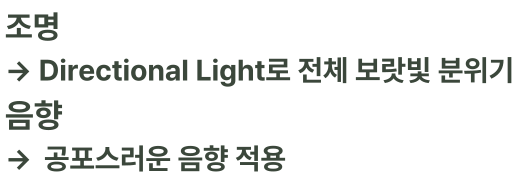 조명
→ Directional Light로 전체 보랏빛 분위기
음향
→ 공포스러운 음향 적용